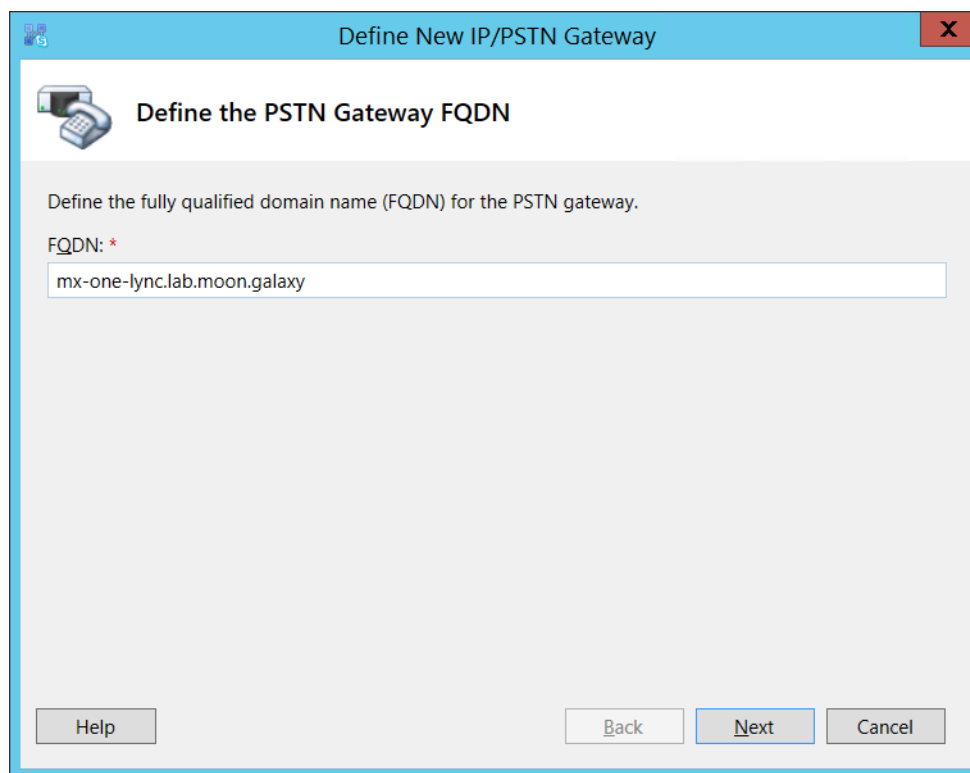 Define New IP/PSTN Gateway
X
Define the PSTN Gateway FQDN
Define the fully qualified domain name (FQDN) for the PSTN gateway.
FQDN: *
mx-one-lync.lab.moon.galaxy
Help Back Next Cancel